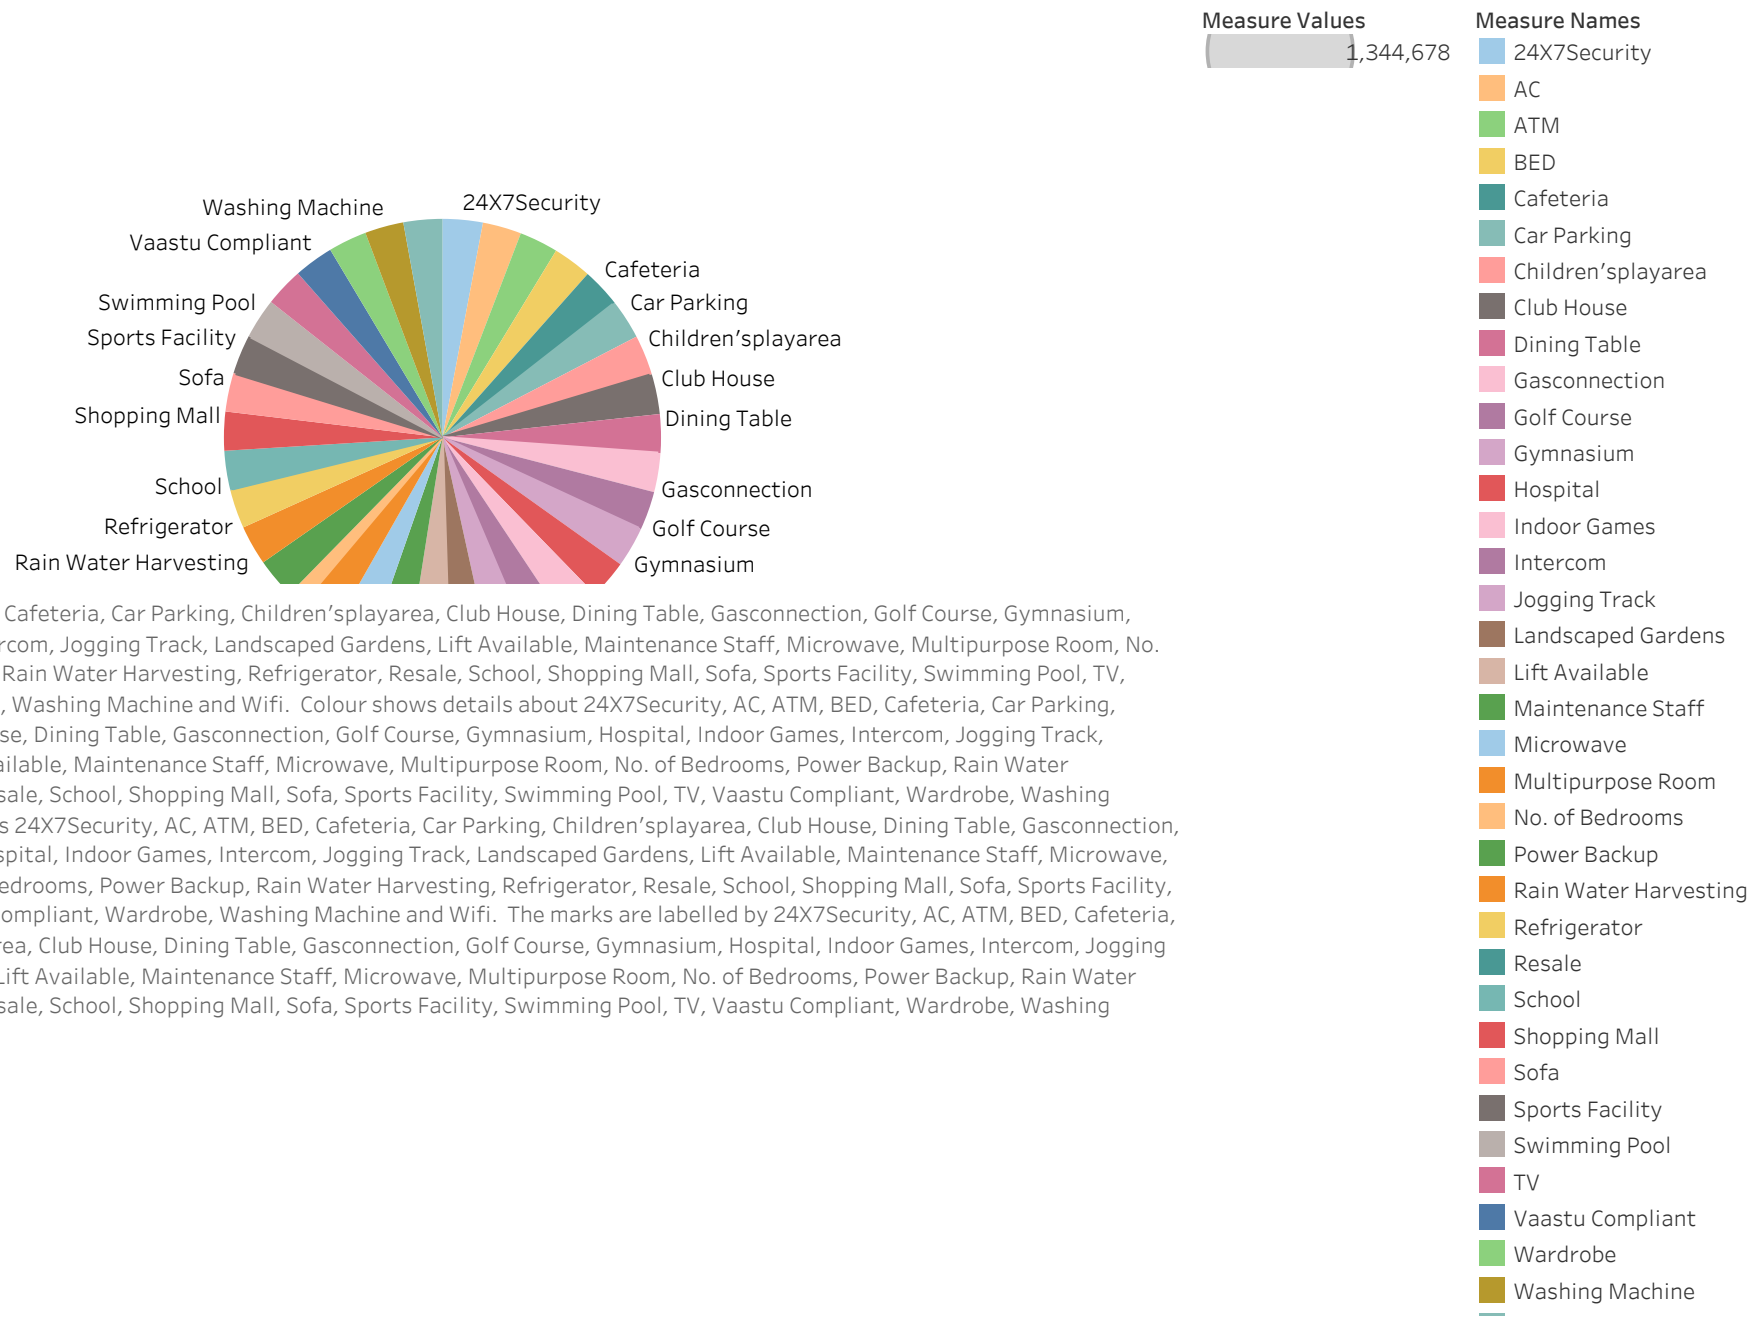 Measure Values
1,344,678
Measure Names
24X7Security
AC
ATM
BED
Cafeteria
Car Parking
Children'splayarea
Club House
Dining Table
Gasconnection
Golf Course
Gymnasium
Hospital
Indoor Games
Intercom
Jogging Track
Landscaped Gardens
Lift Available
Maintenance Staff
Microwave
Multipurpose Room
No. of Bedrooms
Power Backup
Rain Water Harvesting
Refrigerator
Resale
School
Shopping Mall
Sofa
Sports Facility
Swimming Pool
TV
Vaastu Compliant
Wardrobe
Washing Machine
24X7Security
Cafeteria
Car Parking
Children'splayarea
Club House
Dining Table
Gasconnection
Golf Course
Gymnasium
Washing Machine
Vaastu Compliant
Swimming Pool
Sports Facility
Sofa
Shopping Mall
School
Refrigerator
Rain Water Harvesting
Cafeteria, Car Parking, Children'splayarea, Club House, Dining Table, Gasconnection, Golf Course, Gymnasium,
rcom, Jogging Track, Landscaped Gardens, Lift Available, Maintenance Staff, Microwave, Multipurpose Room, No.
Rain Water Harvesting, Refrigerator, Resale, School, Shopping Mall, Sofa, Sports Facility, Swimming Pool, TV,
, Washing Machine and Wifi. Colour shows details about 24X7Security, AC, ATM, BED, Cafeteria, Car Parking,
se, Dining Table, Gasconnection, Golf Course, Gymnasium, Hospital, Indoor Games, Intercom, Jogging Track,
ailable, Maintenance Staff, Microwave, Multipurpose Room, No. of Bedrooms, Power Backup, Rain Water
sale, School, Shopping Mall, Sofa, Sports Facility, Swimming Pool, TV, Vaastu Compliant, Wardrobe, Washing
s 24X7Security, AC, ATM, BED, Cafeteria, Car Parking, Children'splayarea, Club House, Dining Table, Gasconnection,
spital, Indoor Games, Intercom, Jogging Track, Landscaped Gardens, Lift Available, Maintenance Staff, Microwave,
edrooms, Power Backup, Rain Water Harvesting, Refrigerator, Resale, School, Shopping Mall, Sofa, Sports Facility,
ompliant, Wardrobe, Washing Machine and Wifi. The marks are labelled by 24X7Security, AC, ATM, BED, Cafeteria,
rea, Club House, Dining Table, Gasconnection, Golf Course, Gymnasium, Hospital, Indoor Games, Intercom, Jogging
Lift Available, Maintenance Staff, Microwave, Multipurpose Room, No. of Bedrooms, Power Backup, Rain Water
sale, School, Shopping Mall, Sofa, Sports Facility, Swimming Pool, TV, Vaastu Compliant, Wardrobe, Washing